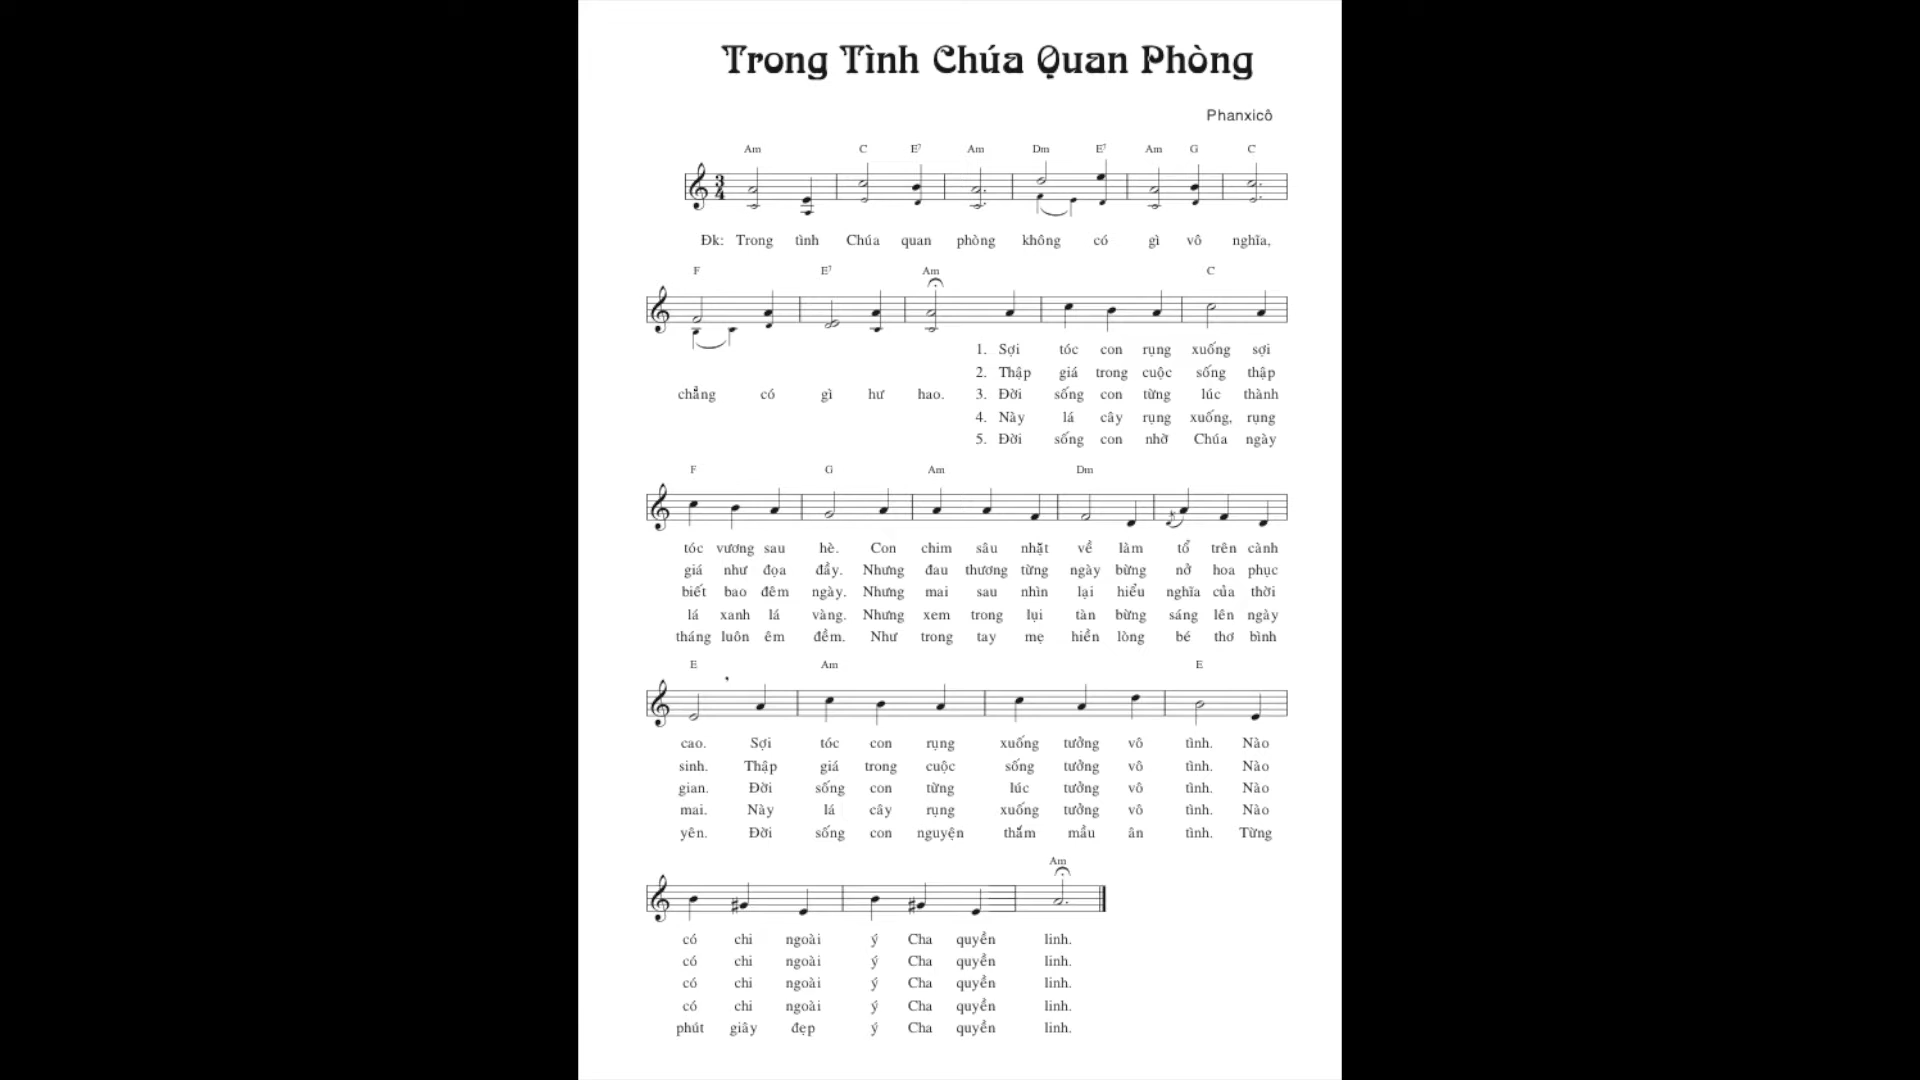 Trong Tình Chúa Quan Phòng
Phanxicô
Am C E7 Am Dm E7 Am G C
Đk: Trong tình Chúa quan phòng không có gì vô nghĩa,
F E7 Am C
1. Sợi tóc con rụng xuống sợi
2. Thập giá trong cuộc sống thập
chẳng có gì hư hao. 3. Đời sống con từng lúc thành
4. Này lá cây rụng xuống, rụng
5. Đời sống con nhờ Chúa ngày
F G Am Dm
tóc vương sau hè. Con chim sâu nhặt về làm tổ trên cành
giá như đọa đầy. Nhưng đau thương từng ngày bừng nở hoa phục
biết bao đêm ngày. Nhưng mai sau nhìn lại hiểu nghĩa của thời
lá xanh lá vàng. Nhưng xem trong lụi tàn bừng sáng lên ngày
tháng luôn êm đềm. Như trong tay mẹ hiền lòng bé thơ bình
E Am E
cao. Sợi tóc con rụng xuống tưởng vô tình. Nào
sinh. Thập giá trong cuộc sống tưởng vô tình. Nào
gian. Đời sống con từng lúc tưởng vô tình. Nào
mai. Này lá cây rụng xuống tưởng vô tình. Nào
yên. Đời sống con nguyện thắm mầu ân tình. Từng
Am
có chi ngoài ý Cha quyền linh.
có chi ngoài ý Cha quyền linh.
có chi ngoài ý Cha quyền linh.
có chi ngoài ý Cha quyền linh.
phút giây đẹp ý Cha quyền linh.